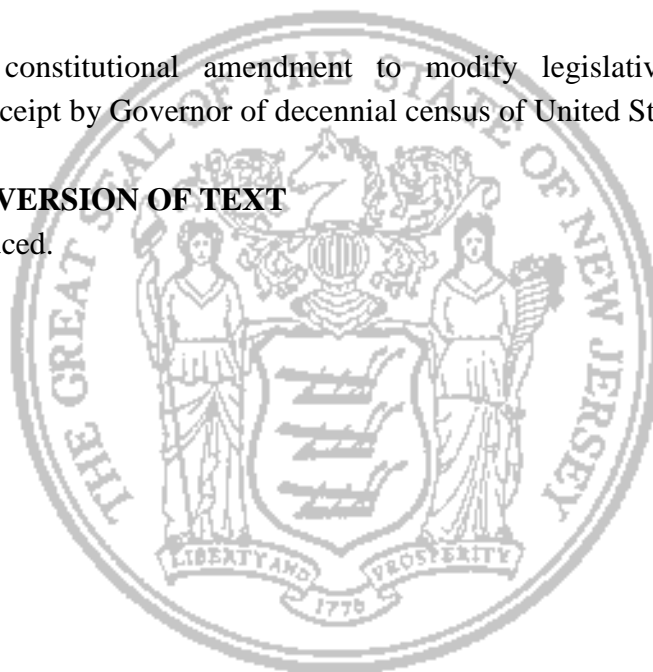 constitutional amendment to modify legislativ
ceipt by Governor of decennial census of United St
VERSION OF TEXT
ced.
THE GREAT SEAL OF THE STATE OF NEW JERSEY
LIBERTY AND PROSPERITY
1776